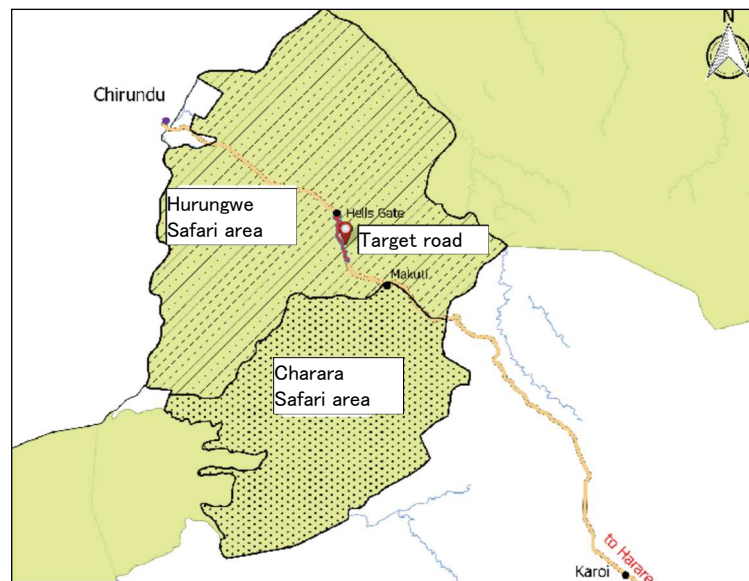 N
Chirundu
Hurungwe
Safari area
Hells Gate
Target road
Makuti
Charara
Safari area
to Harare
Karoi